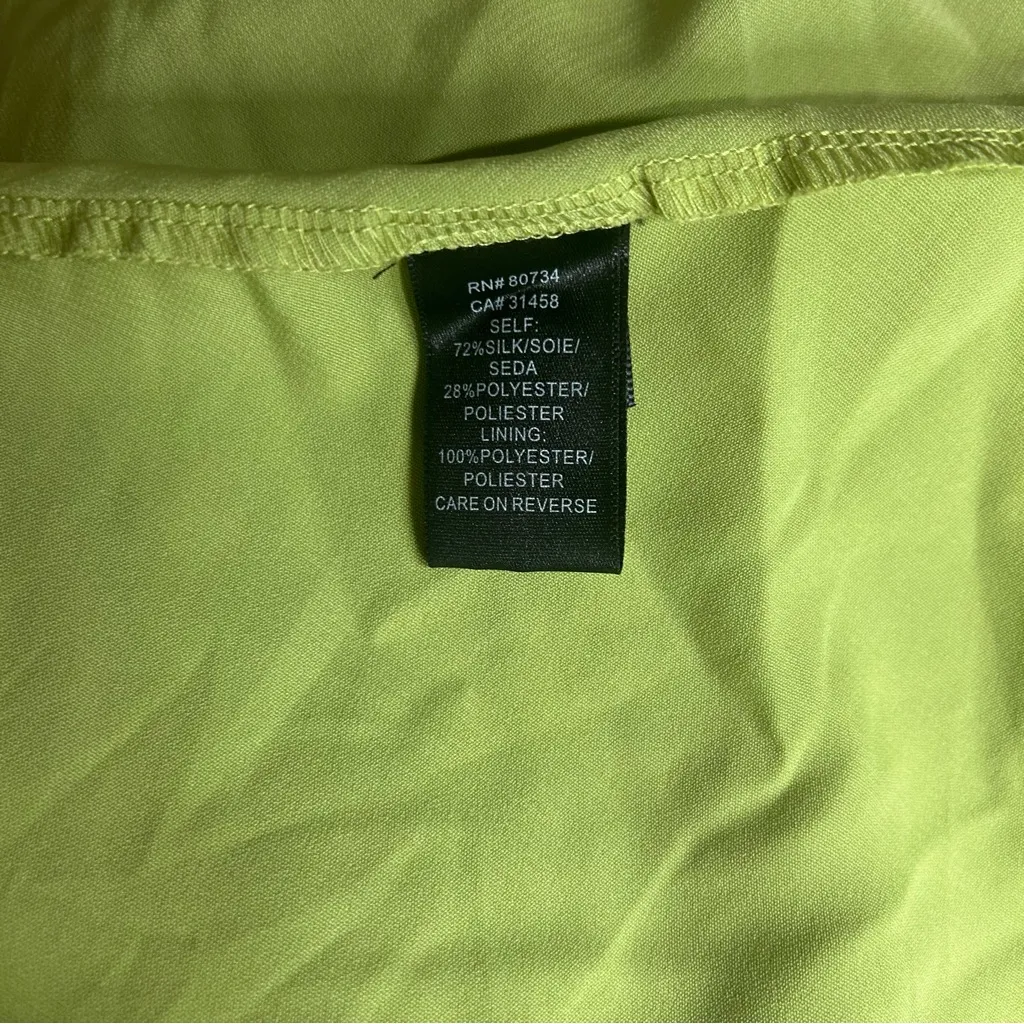 RN# 80734
CA# 31458
SELF:
72%SILK/SOIE/
SEDA
28%POLYESTER/
POLIESTER
LINING:
100%POLYESTER/
POLIESTER
CARE ON REVERSE